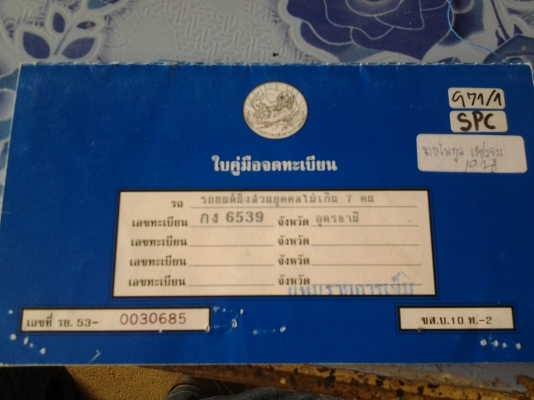 971/1
SPC
10.23
ใบคู่มือจดทะเบียน
รถ รถยนต์นั่งส่วนบุคคลไม่เกิน 7 คน
เลขทะเบียน กง 6539 จังหวัด อุดรธานี
เลขทะเบียน จังหวัด
เลขทะเบียน จังหวัด
เลขทะเบียน จังหวัด
เลขที่ รย. 53- 0030685
ขส.บ.10 ท.-2